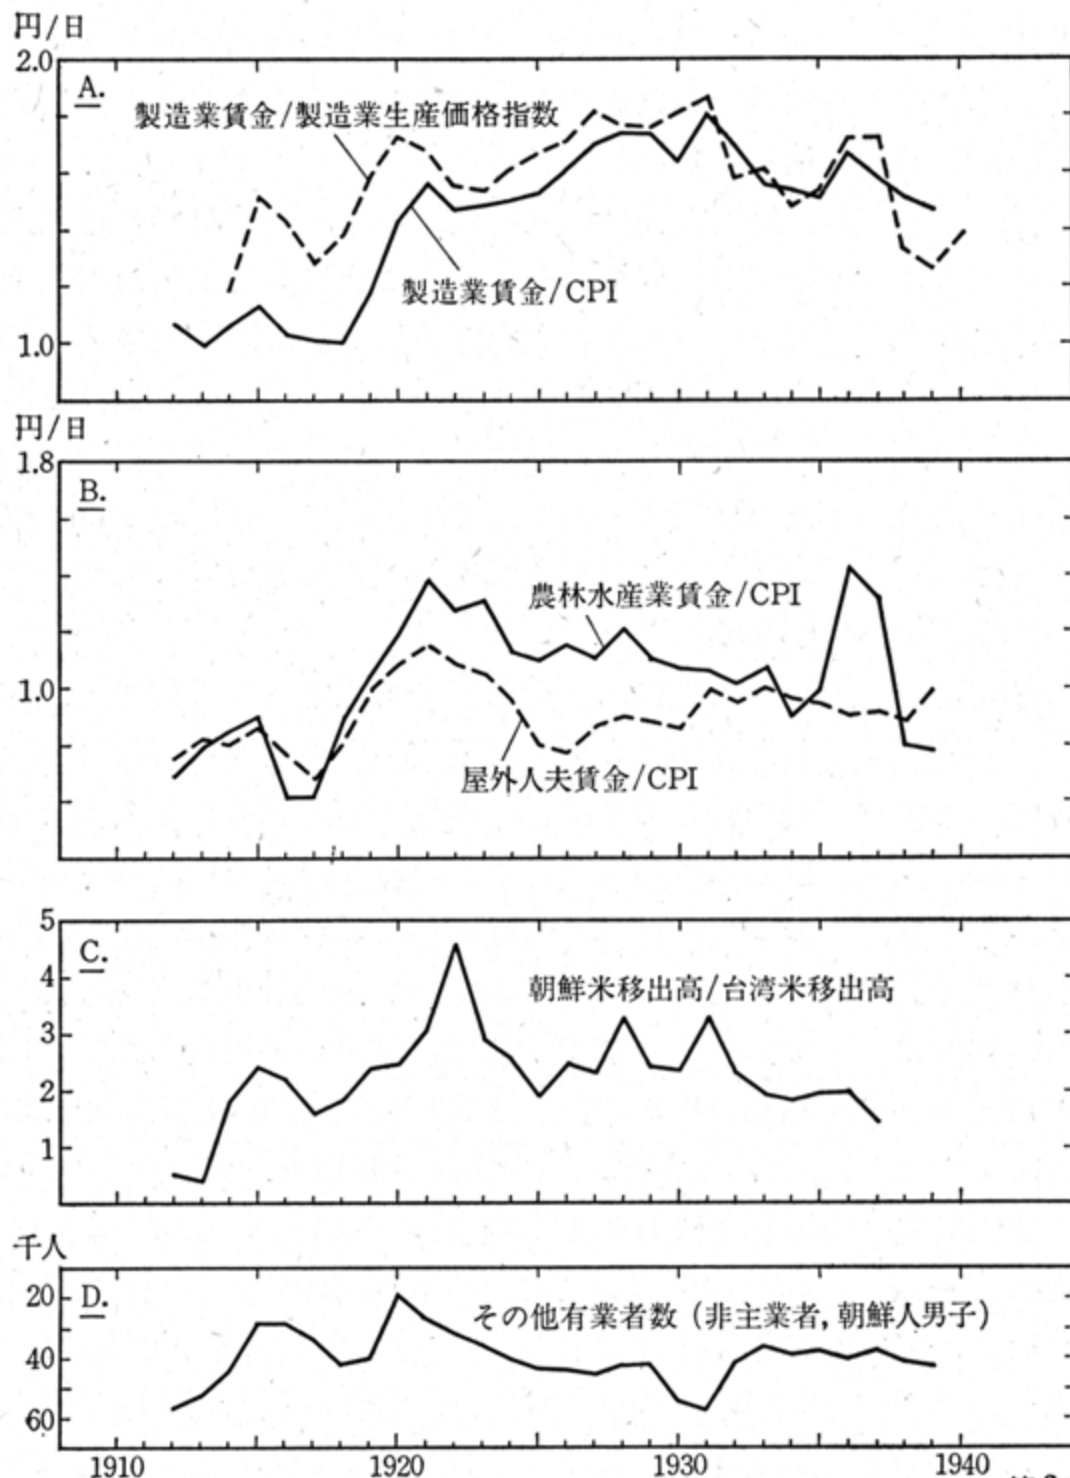 円/日
2.0
A.
製造業賃金/製造業生産価格指数
製造業賃金/CPI
1.0
円/日
1.8
B.
農林水産業賃金/CPI
1.0
屋外人夫賃金/CPI
5
C.
4
朝鮮米移出高/台湾米移出高
3
2
1
千人
20
D.
その他有業者数 (非主業者, 朝鮮人男子)
40
60
1910 1920 1930 1940